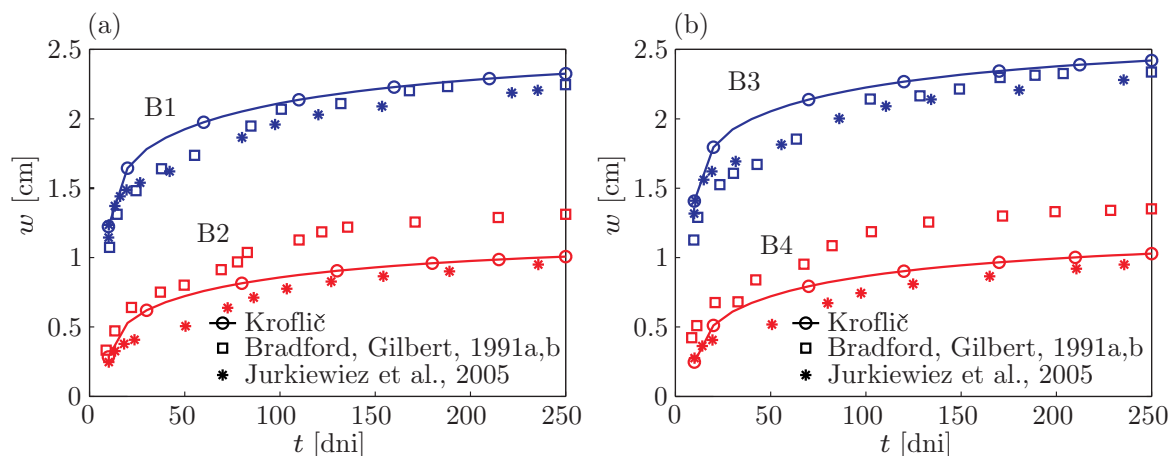 (a)
2.5
2
1.5
1
0.5
0
w [cm]
B1
B2
Kroflič
Bradford, Gilbert, 1991a,b
Jurkiewiez et al., 2005
0 50 100 150 200 250
t [dni]
(b)
2.5
2
1.5
1
0.5
0
w [cm]
B3
B4
Kroflič
Bradford, Gilbert, 1991a,b
Jurkiewiez et al., 2005
0 50 100 150 200 250
t [dni]